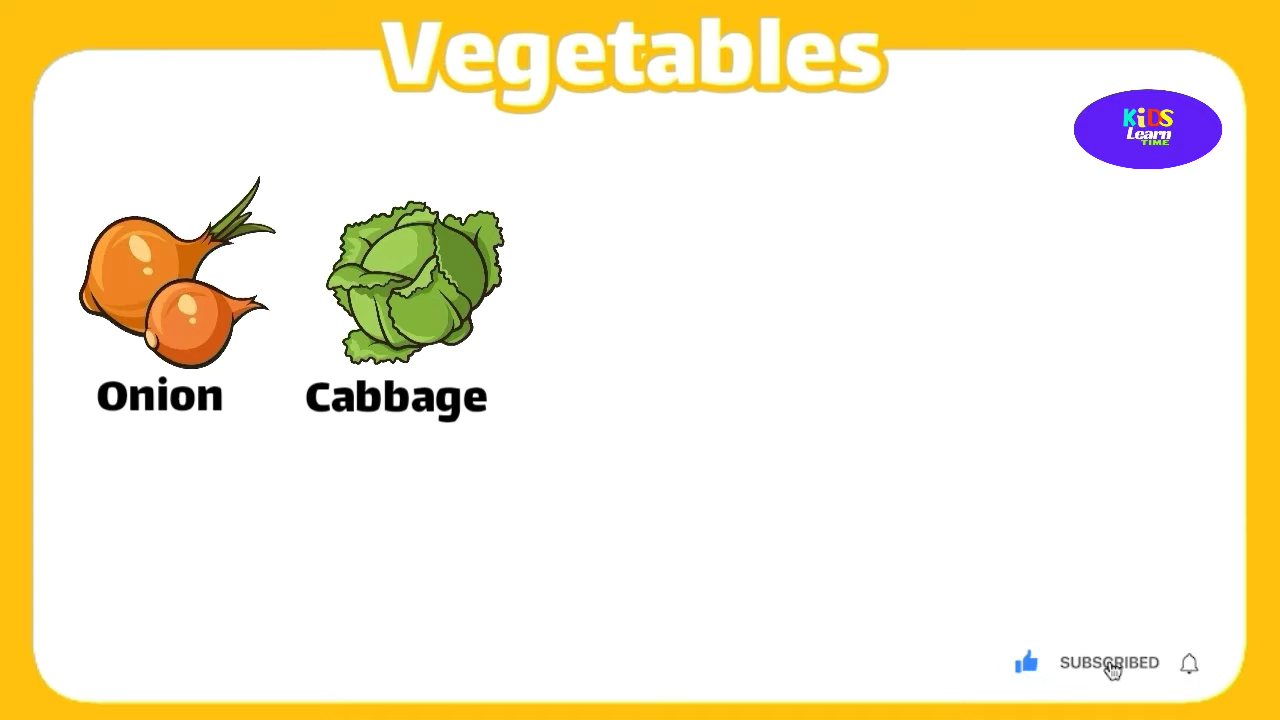 Vegetables
KiDS
Learn
TIME
Onion
Cabbage
SUBSCRIBED